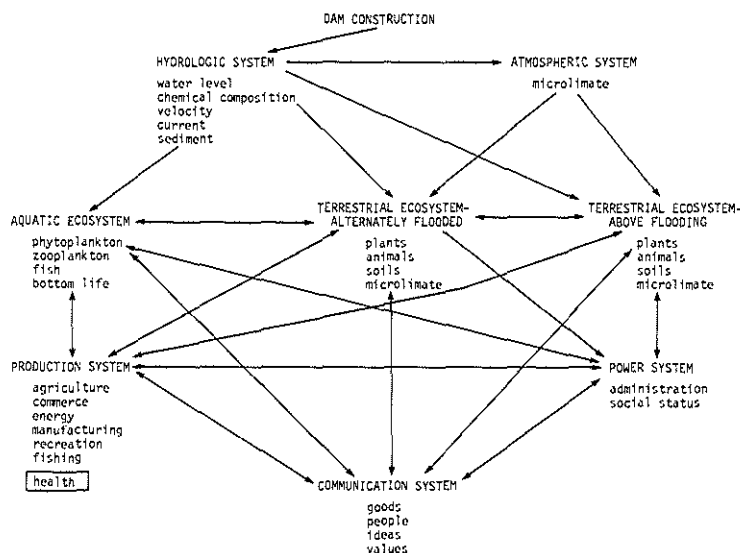 DAM CONSTRUCTION
HYDROLOGIC SYSTEM
water level
chemical composition
velocity
current
sediment
ATMOSPHERIC SYSTEM
microlimate
AQUATIC ECOSYSTEM
phytoplankton
zooplankton
fish
bottom life
TERRESTRIAL ECOSYSTEM-
ALTERNATELY FLOODED
plants
animals
soils
microlimate
TERRESTRIAL ECOSYSTEM-
ABOVE FLOODING
plants
animals
soils
microlimate
PRODUCTION SYSTEM
agriculture
commerce
energy
manufacturing
recreation
fishing
health
POWER SYSTEM
administration
social status
COMMUNICATION SYSTEM
goods
people
ideas
values